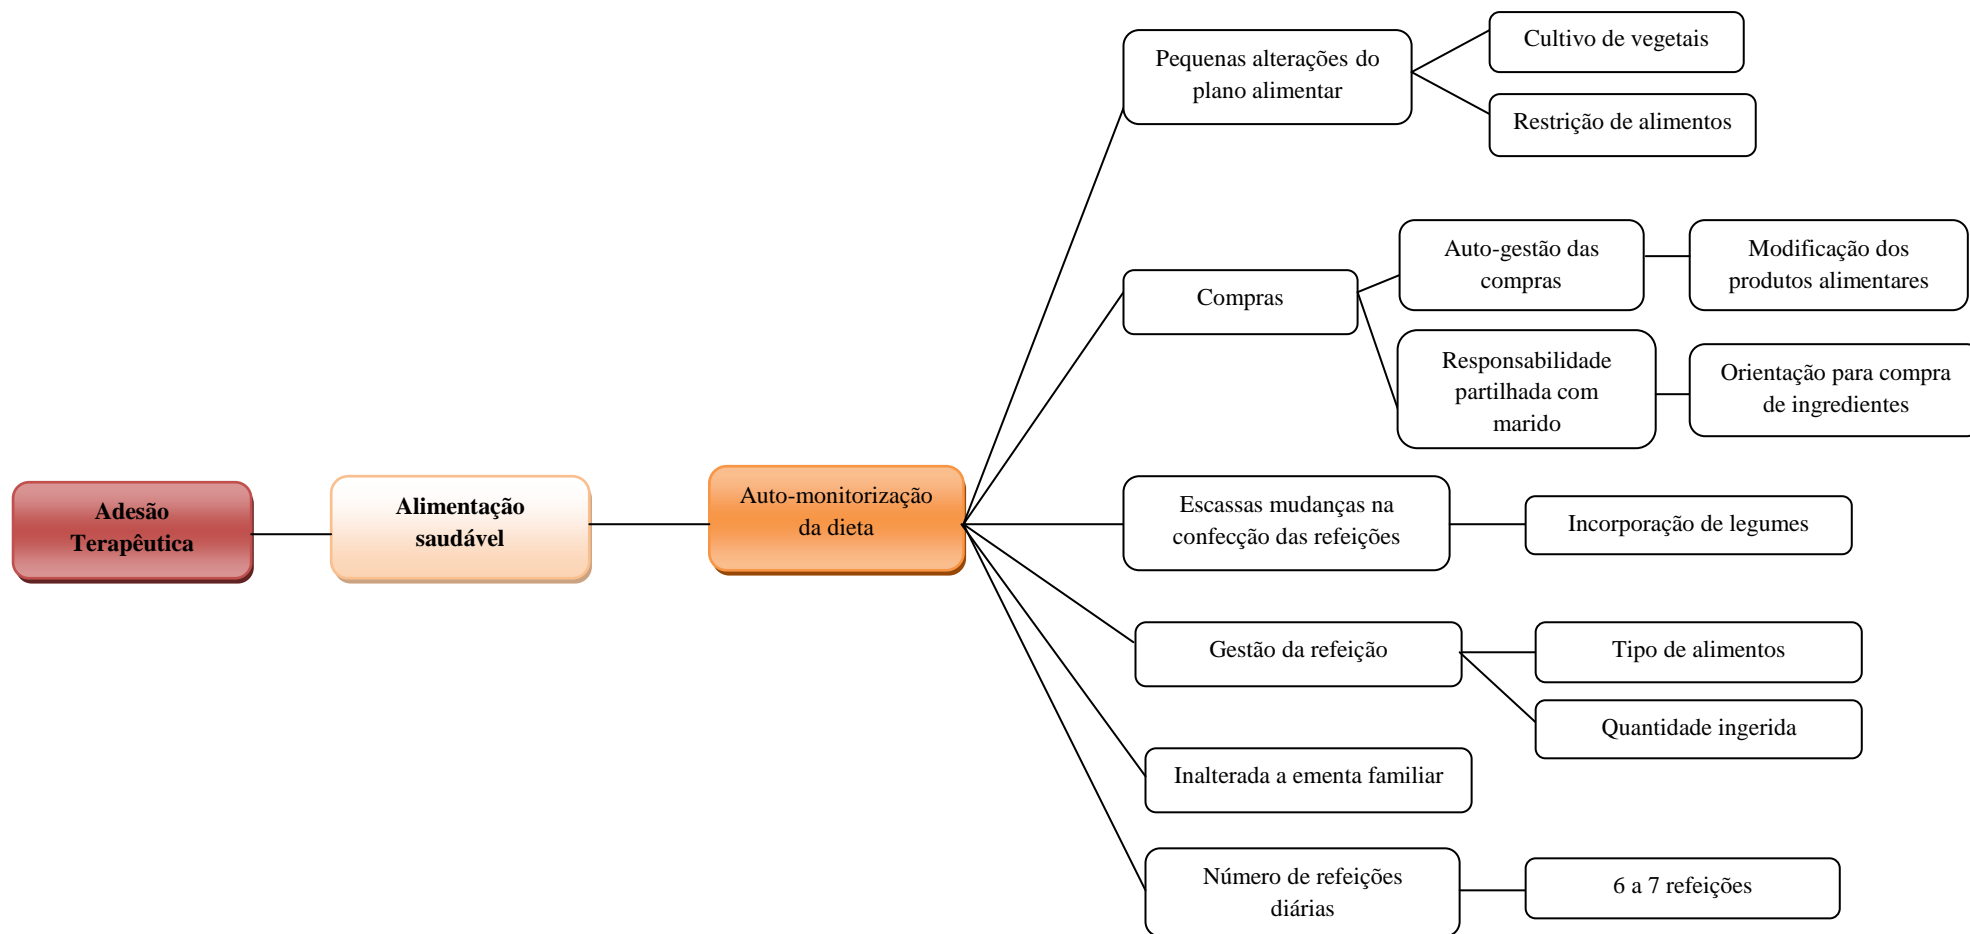 Adesão
Terapêutica
Alimentação
saudável
Auto-monitorização
da dieta
Pequenas alterações do
plano alimentar
Cultivo de vegetais
Restrição de alimentos
Compras
Auto-gestão das
compras
Modificação dos
produtos alimentares
Responsabilidade
partilhada com
marido
Orientação para compra
de ingredientes
Escassas mudanças na
confecção das refeições
Incorporação de legumes
Gestão da refeição
Tipo de alimentos
Quantidade ingerida
Inalterada a ementa familiar
Número de refeições
diárias
6 a 7 refeições